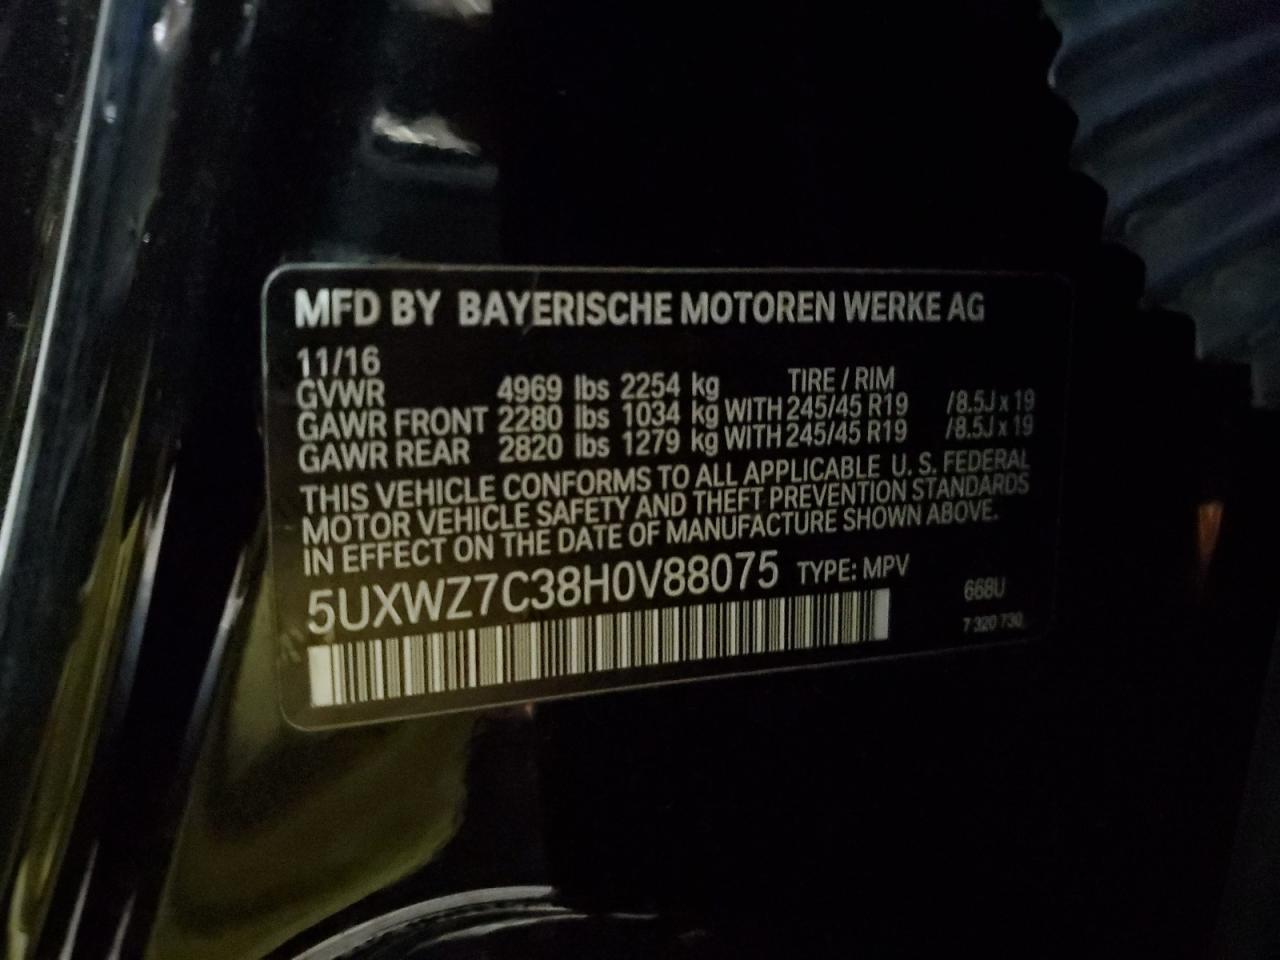 MFD BY BAYERISCHE MOTOREN WERKE AG
11/16
GVWR 4969 lbs 2254 kg TIRE / RIM
GAWR FRONT 2280 lbs 1034 kg WITH 245/45 R19 /8.5J x 19
GAWR REAR 2820 lbs 1279 kg WITH 245/45 R19 /8.5J x 19
THIS VEHICLE CONFORMS TO ALL APPLICABLE U. S. FEDERAL
MOTOR VEHICLE SAFETY AND THEFT PREVENTION STANDARDS
IN EFFECT ON THE DATE OF MANUFACTURE SHOWN ABOVE.
5UXWZ7C38H0V88075 TYPE: MPV
668U
7 320 730